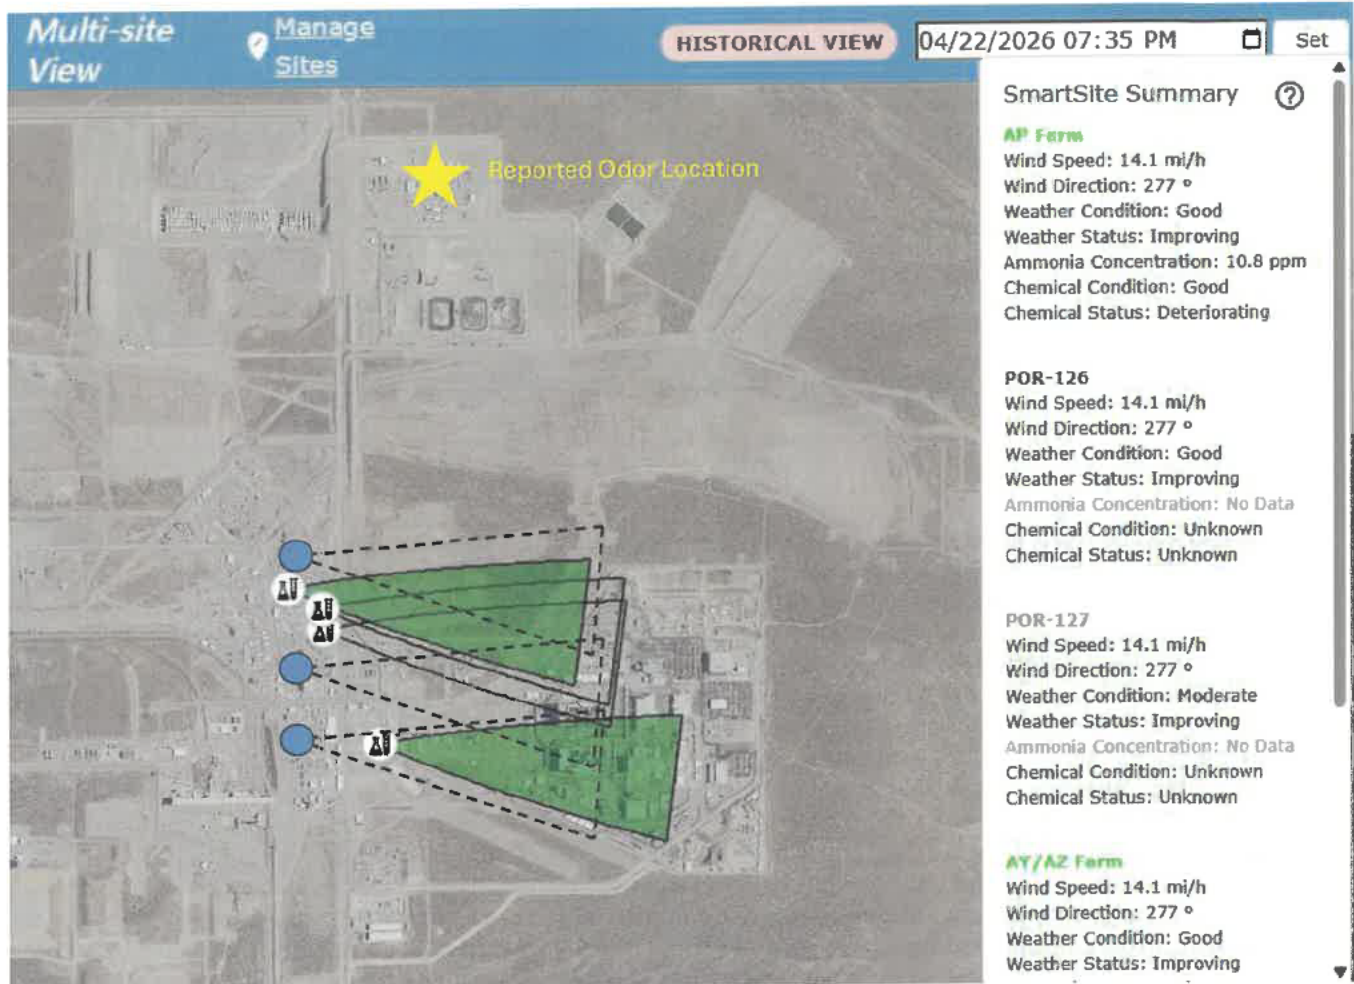 Multi-site
View
Manage
Sites
HISTORICAL VIEW
04/22/2026 07:35 PM
Set
Reported Odor Location
SmartSite Summary
AP Farm
Wind Speed: 14.1 mi/h
Wind Direction: 277 º
Weather Condition: Good
Weather Status: Improving
Ammonia Concentration: 10.8 ppm
Chemical Condition: Good
Chemical Status: Deteriorating
POR-126
Wind Speed: 14.1 mi/h
Wind Direction: 277 º
Weather Condition: Good
Weather Status: Improving
Ammonia Concentration: No Data
Chemical Condition: Unknown
Chemical Status: Unknown
POR-127
Wind Speed: 14.1 mi/h
Wind Direction: 277 º
Weather Condition: Moderate
Weather Status: Improving
Ammonia Concentration: No Data
Chemical Condition: Unknown
Chemical Status: Unknown
AY/AZ Farm
Wind Speed: 14.1 mi/h
Wind Direction: 277 º
Weather Condition: Good
Weather Status: Improving